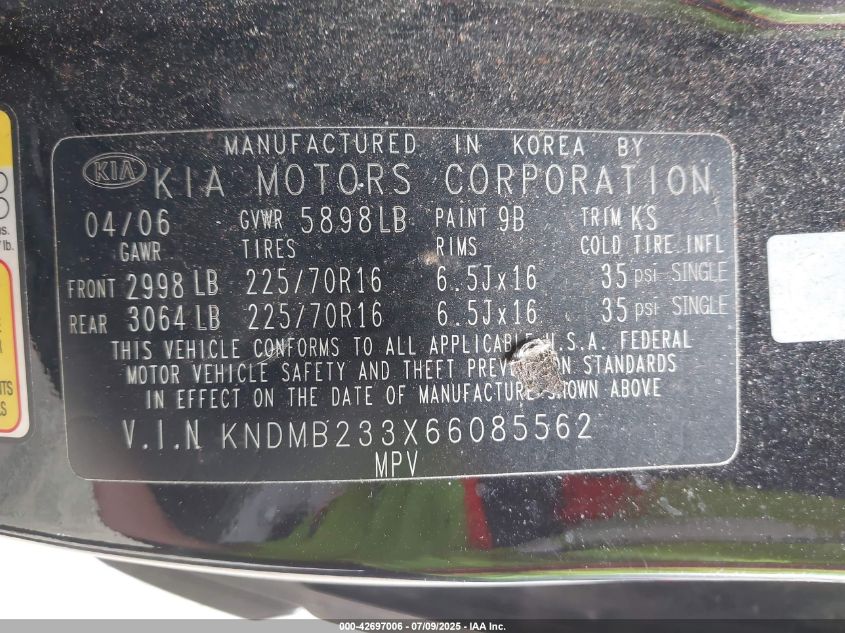 MANUFACTURED IN KOREA BY
KIA KIA MOTORS CORPORATION
04/06 GVWR 5898LB PAINT 9B TRIM KS
GAWR TIRES RIMS COLD TIRE INFL
FRONT 2998 LB 225/70R16 6.5Jx16 35 psi SINGLE
REAR 3064 LB 225/70R16 6.5Jx16 35 psi SINGLE
THIS VEHICLE CONFORMS TO ALL APPLICABLE U.S.A. FEDERAL
MOTOR VEHICLE SAFETY AND THEFT STANDARDS
IN EFFECT ON THE DATE OF MANUFACTURE SHOWN ABOVE
V.I.N KNDMB233X66085562
MPV
000-42697006 / 07/09/2025 - Copyright © IAA, Inc.